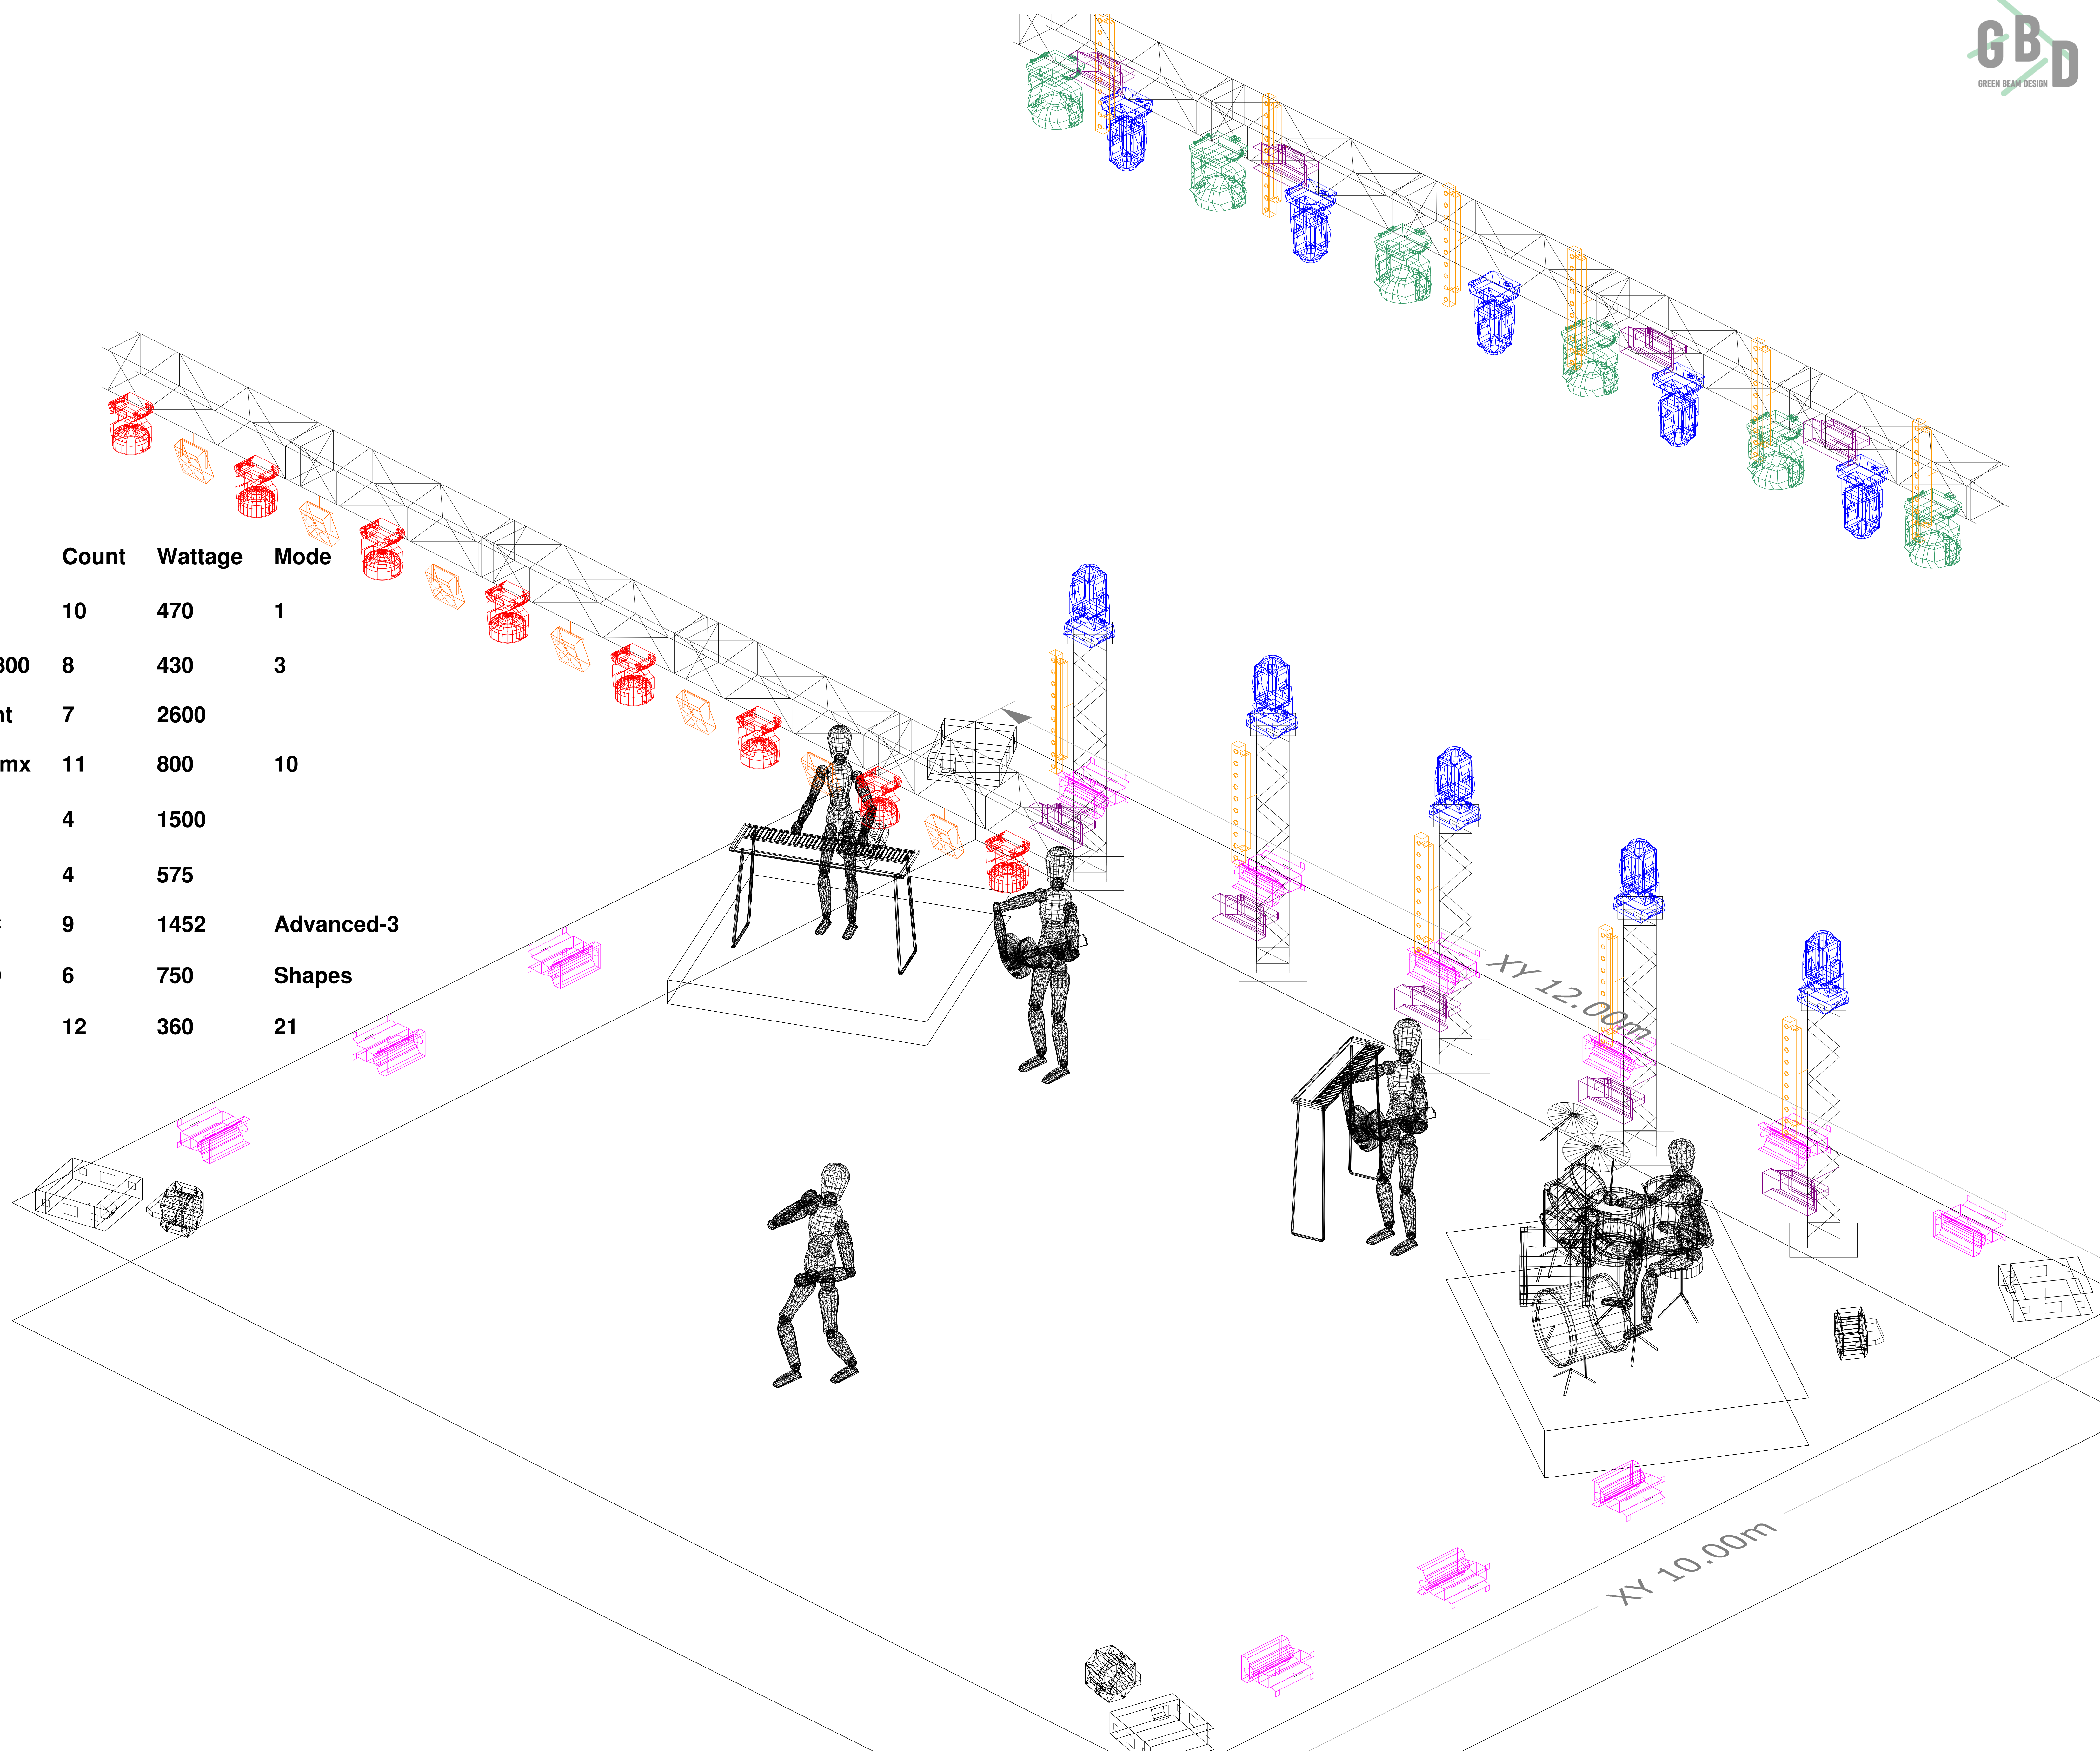 GBD
GREEN BEAM DESIGN
Count Wattage Mode
10 470 1
300 8 430 3
nt 7 2600
mx 11 800 10
4 1500
4 575
9 1452 Advanced-3
6 750 Shapes
12 360 21
XY 12.00m
XY 10.00m